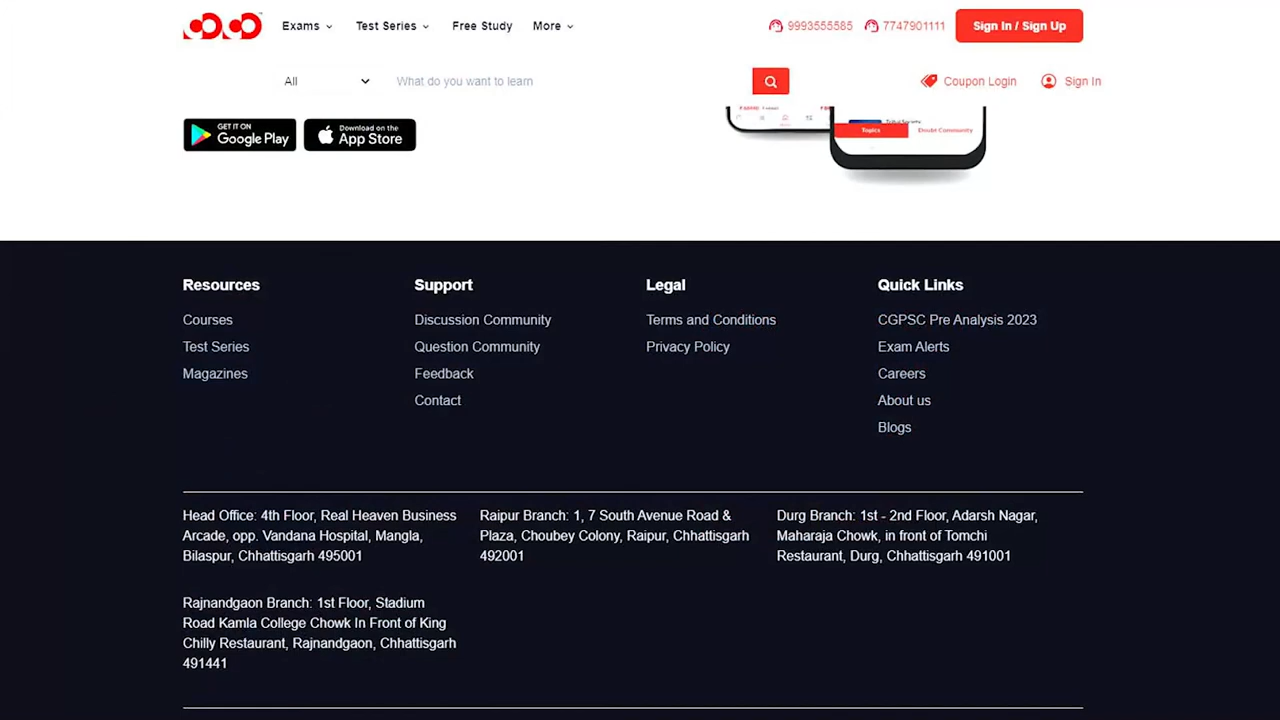 Exams
Test Series
Free Study
More
9993555585
7747901111
Sign In / Sign Up
All
What do you want to learn
Coupon Login
Sign In
GET IT ON
Google Play
Download on the
App Store
Topics
Doubt Community
Resources
Courses
Test Series
Magazines
Support
Discussion Community
Question Community
Feedback
Contact
Legal
Terms and Conditions
Privacy Policy
Quick Links
CGPSC Pre Analysis 2023
Exam Alerts
Careers
About us
Blogs
Head Office: 4th Floor, Real Heaven Business
Arcade, opp. Vandana Hospital, Mangla,
Bilaspur, Chhattisgarh 495001
Raipur Branch: 1, 7 South Avenue Road &
Plaza, Choubey Colony, Raipur, Chhattisgarh
492001
Durg Branch: 1st - 2nd Floor, Adarsh Nagar,
Maharaja Chowk, in front of Tomchi
Restaurant, Durg, Chhattisgarh 491001
Rajnandgaon Branch: 1st Floor, Stadium
Road Kamla College Chowk In Front of King
Chilly Restaurant, Rajnandgaon, Chhattisgarh
491441